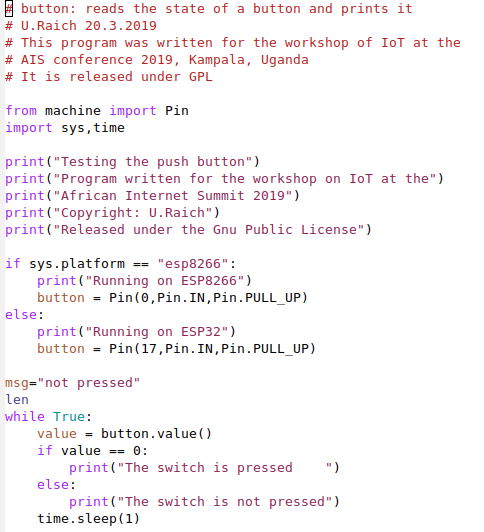 # button: reads the state of a button and prints it
# U.Raich 20.3.2019
# This program was written for the workshop of IoT at the
# AIS conference 2019, Kampala, Uganda
# It is released under GPL

from machine import Pin
import sys,time

print("Testing the push button")
print("Program written for the workshop on IoT at the")
print("African Internet Summit 2019")
print("Copyright: U.Raich")
print("Released under the Gnu Public License")

if sys.platform == "esp8266":
    print("Running on ESP8266")
    button = Pin(0,Pin.IN,Pin.PULL_UP)
else:
    print("Running on ESP32")
    button = Pin(17,Pin.IN,Pin.PULL_UP)

msg="not pressed"
len
while True:
    value = button.value()
    if value == 0:
        print("The switch is pressed    ")
    else:
        print("The switch is not pressed")
    time.sleep(1)